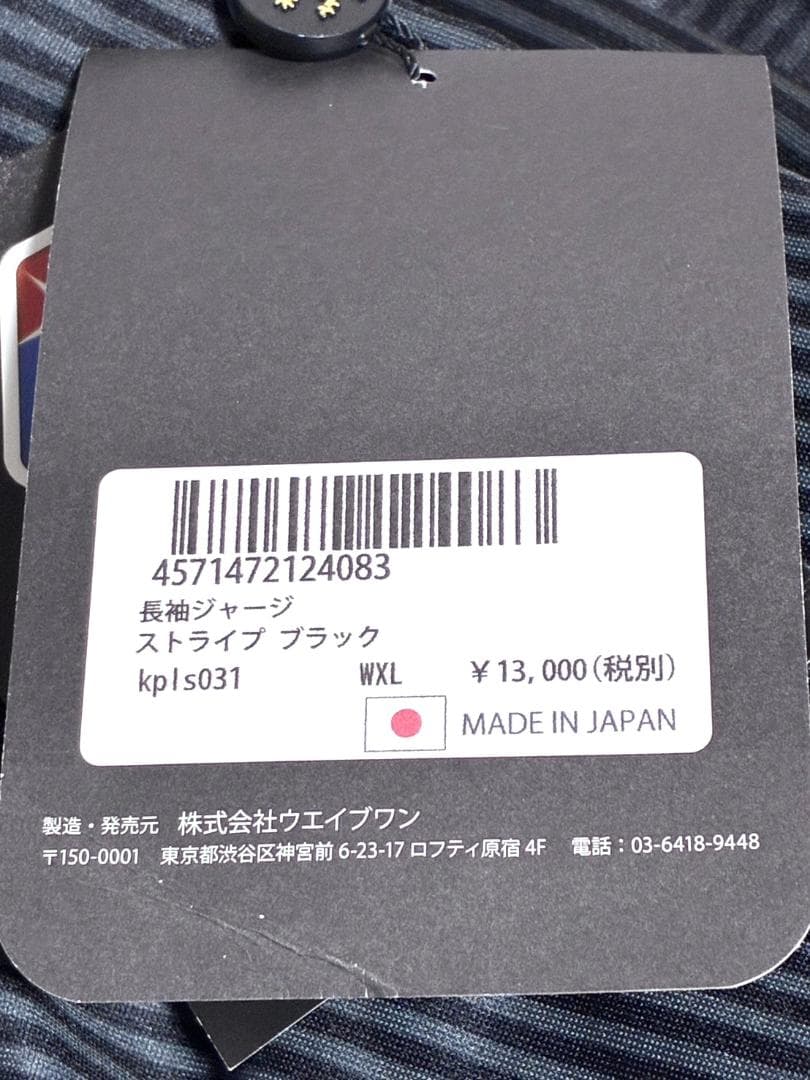 4571472124083
長袖ジャージ
ストライプ ブラック
kpls031 WXL ¥13,000(税別)
MADE IN JAPAN
製造・発売元 株式会社ウエイブワン
〒150-0001 東京都渋谷区神宮前 6-23-17 ロフティ原宿 4F 電話：03-6418-9448